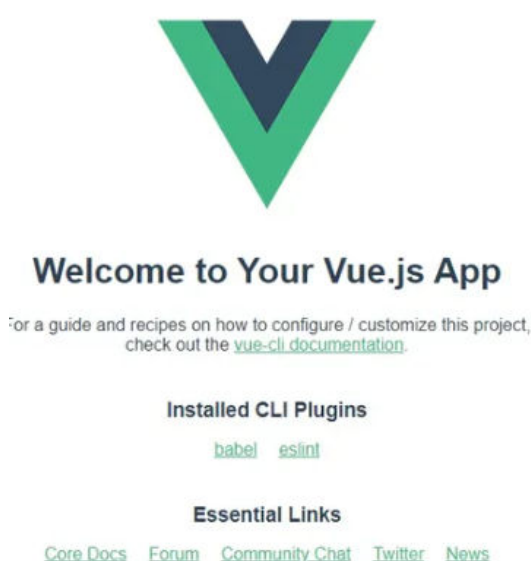 Welcome to Your Vue.js App
For a guide and recipes on how to configure / customize this project,
check out the vue-cli documentation.
Installed CLI Plugins
babel eslint
Essential Links
Core Docs Forum Community Chat Twitter News